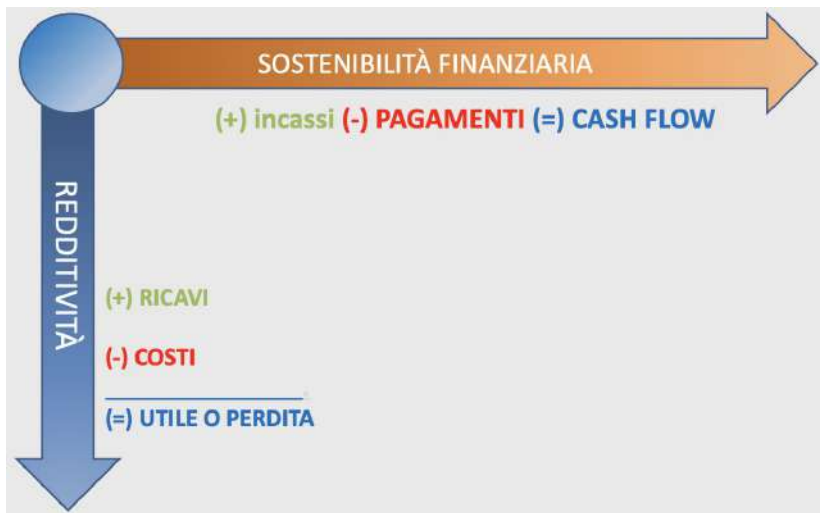 SOSTENIBILITÀ FINANZIARIA
(+) incassi (-) PAGAMENTI (=) CASH FLOW
REDDITIVITÀ
(+) RICAVI
(-) COSTI
(=) UTILE O PERDITA